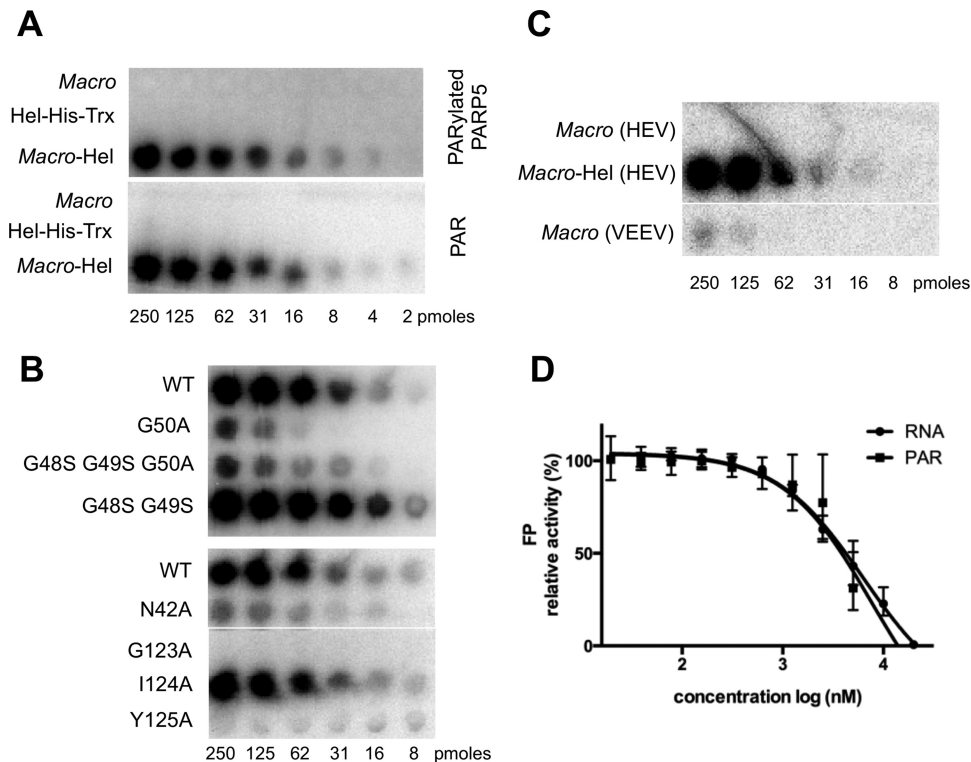 A
Macro
Hel-His-Trx
Macro-Hel
PARylated
PARP5
Macro
Hel-His-Trx
Macro-Hel
PAR
250 125 62 31 16 8 4 2 pmoles
B
WT
G50A
G48S G49S G50A
G48S G49S
WT
N42A
G123A
I124A
Y125A
250 125 62 31 16 8 pmoles
C
Macro (HEV)
Macro-Hel (HEV)
Macro (VEEV)
250 125 62 31 16 8 pmoles
D
RNA
PAR
FP
relative activity (%)
100
50
0
2 3 4
concentration log (nM)